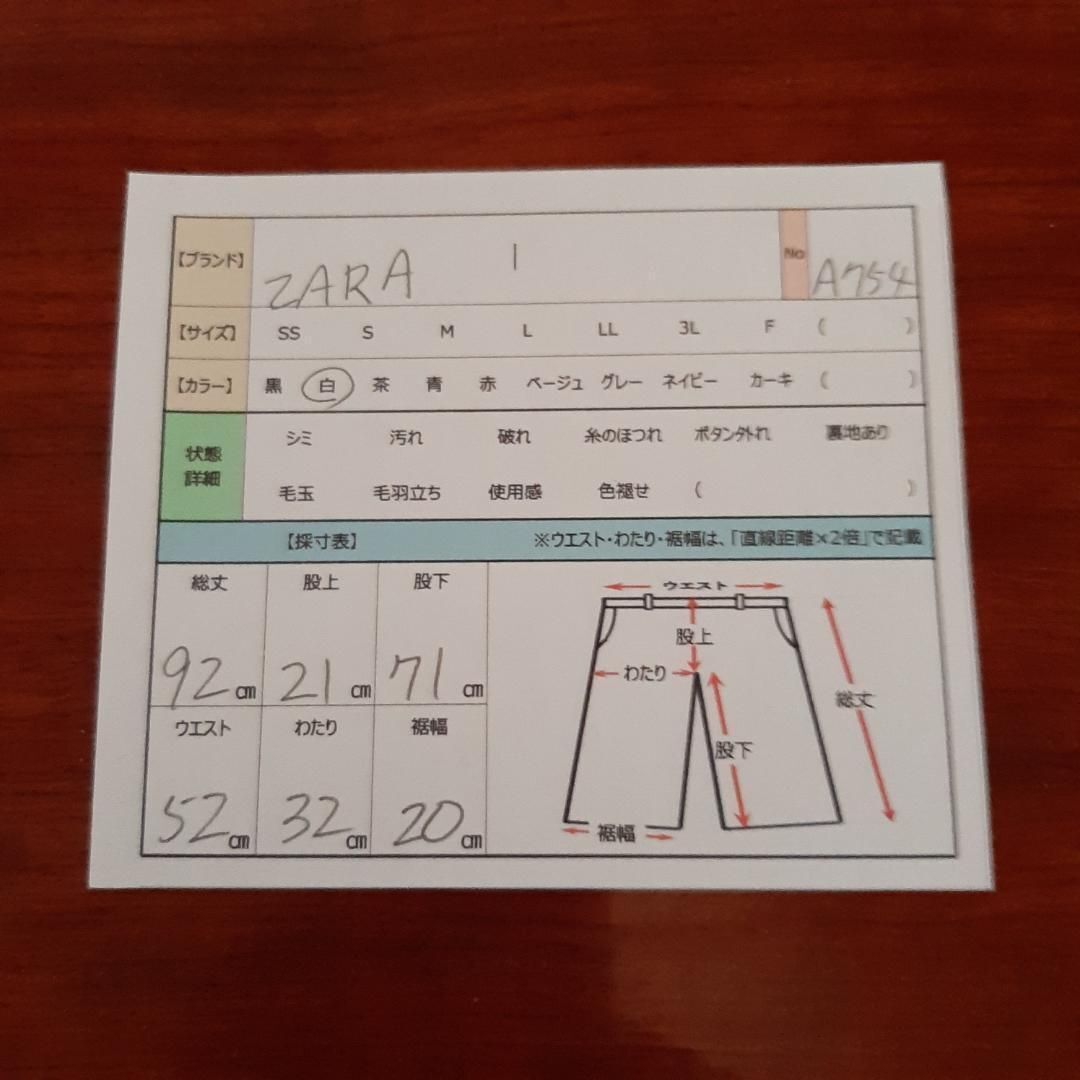 【ブランド】 ZARA No A754
【サイズ】 SS S M L LL 3L F ( )
【カラー】 黒 白 茶 青 赤 ベージュ グレー ネイビー カーキ ( )
状態詳細
シミ 汚れ 破れ 糸のほつれ ボタン外れ 裏地あり
毛玉 毛羽立ち 使用感 色褪せ ( )
【採寸表】 ※ウエスト・わたり・裾幅は、「直線距離×2倍」で記載
総丈 股上 股下
92cm 21cm 71cm
ウエスト わたり 裾幅
52cm 32cm 20cm
ウエスト
股上
わたり
総丈
股下
裾幅